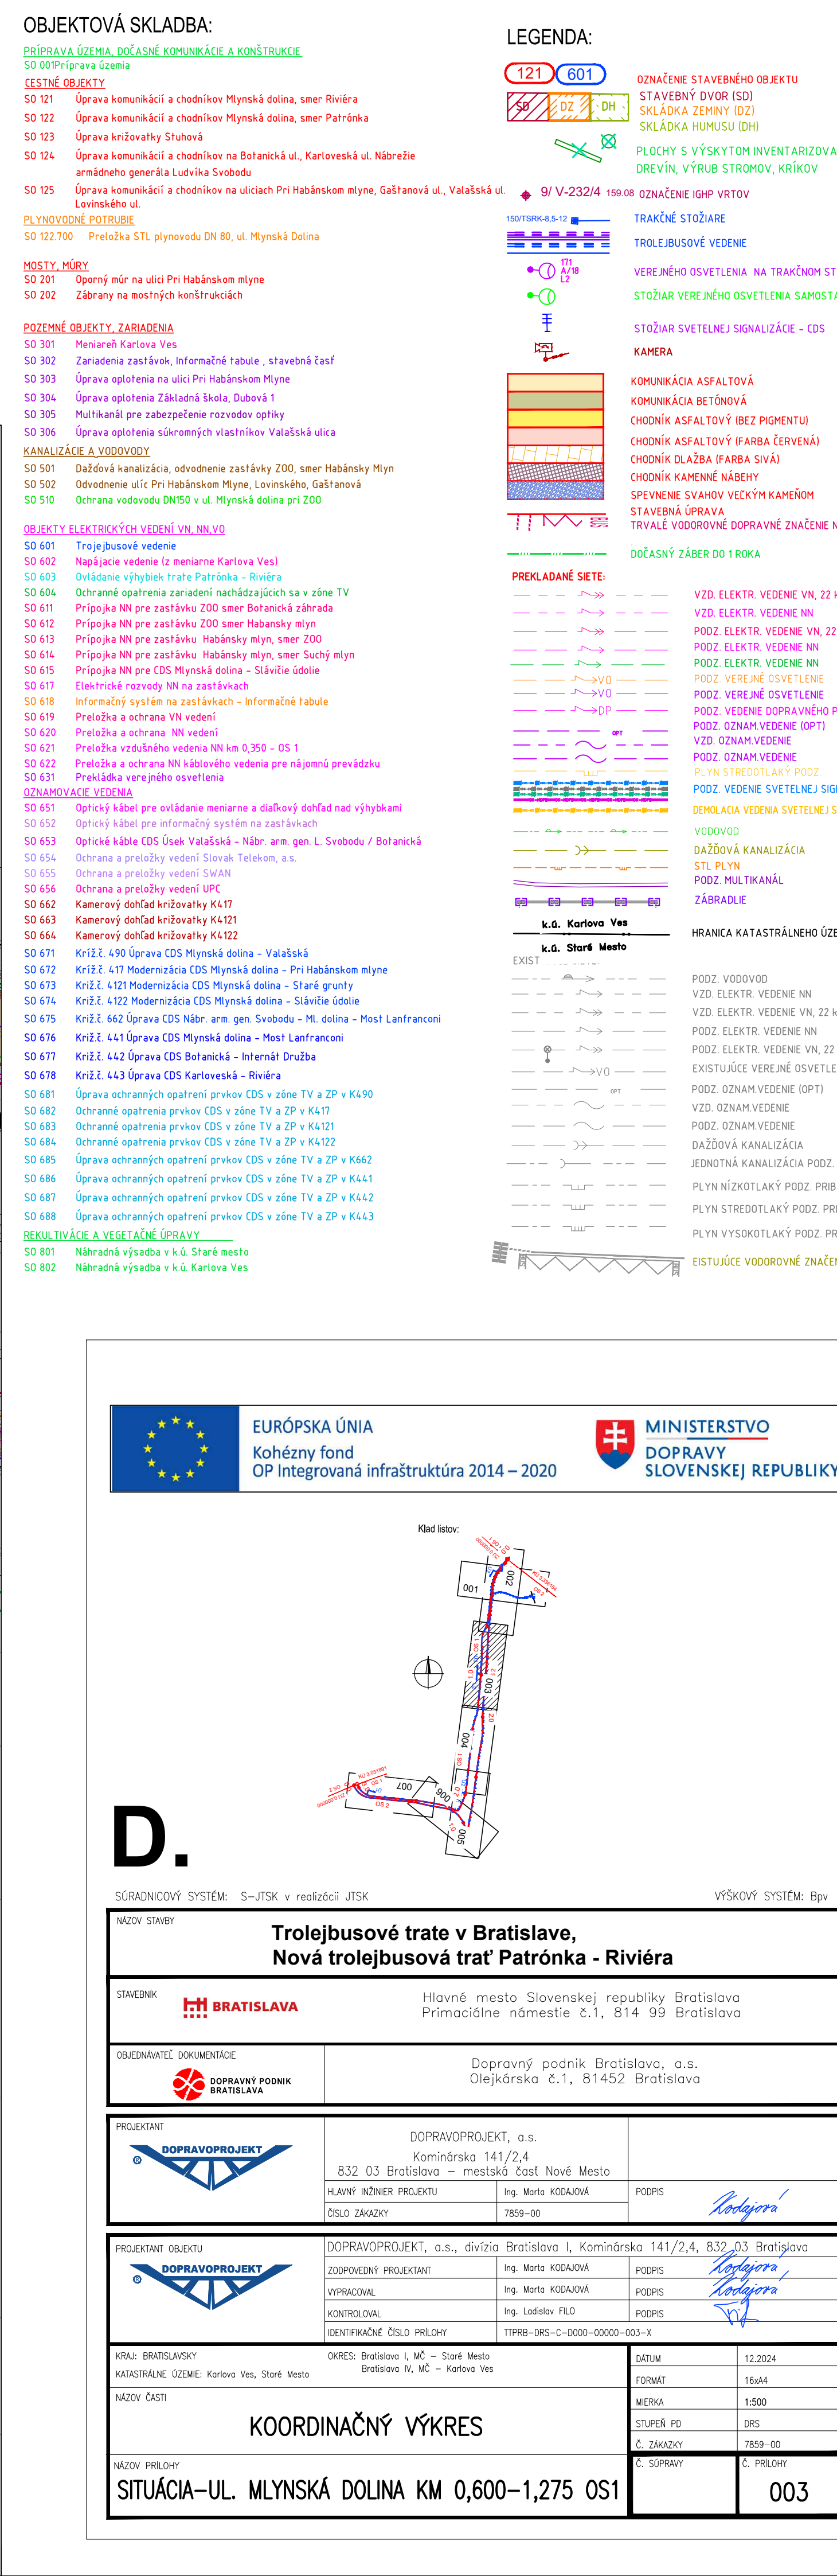 OBJEKTOVÁ SKLADBA:
PRÍPRAVA ÚZEMIA, DOČASNÉ KOMUNIKÁCIE A KONŠTRUKCIE
SO 001Príprava územia
CESTNÉ OBJEKTY
SO 121 Úprava komunikácií a chodníkov Mlynská dolina, smer Riviéra
SO 122 Úprava komunikácií a chodníkov Mlynská dolina, smer Patrónka
SO 123 Úprava križovatky Stuhová
SO 124 Úprava komunikácií a chodníkov na Botanická ul., Karloveská ul. Nábrežie
armádneho generála Ludvíka Svobodu
SO 125 Úprava komunikácií a chodníkov na uliciach Pri Habánskom mlyne, Gaštanová ul., Valašská ul.
Lovinského ul.
PLYNOVODNÉ POTRUBIE
SO 122.700 Preložka STL plynovodu DN 80, ul. Mlynská Dolina
MOSTY, MÚRY
SO 201 Oporný múr na ulici Pri Habánskom mlyne
SO 202 Zábrany na mostných konštrukciách
POZEMNÉ OBJEKTY, ZARIADENIA
SO 301 Meniareň Karlova Ves
SO 302 Zariadenia zastávok, Informačné tabule , stavebná časť
SO 303 Úprava oplotenia na ulici Pri Habánskom Mlyne
SO 304 Úprava oplotenia Základná škola, Dubová 1
SO 305 Multikanál pre zabezpečenie rozvodov optiky
SO 306 Úprava oplotenia súkromných vlastníkov Valašská ulica
KANALIZÁCIE A VODOVODY
SO 501 Dažďová kanalizácia, odvodnenie zastávky ZOO, smer Habánsky Mlyn
SO 502 Odvodnenie ulíc Pri Habánskom Mlyne, Lovinského, Gaštanová
SO 510 Ochrana vodovodu DN150 v ul. Mlynská dolina pri ZOO
OBJEKTY ELEKTRICKÝCH VEDENÍ VN, NN,VO
SO 601 Trojejbusové vedenie
SO 602 Napájacie vedenie (z meniarne Karlova Ves)
SO 603 Ovládanie výhybiek trate Patrónka - Riviéra
SO 604 Ochranné opatrenia zariadení nachádzajúcich sa v zóne TV
SO 611 Prípojka NN pre zastávku ZOO smer Botanická záhrada
SO 612 Prípojka NN pre zastávku ZOO smer Habansky mlyn
SO 613 Prípojka NN pre zastávku Habánsky mlyn, smer ZOO
SO 614 Prípojka NN pre zastávku Habánsky mlyn, smer Suchý mlyn
SO 615 Prípojka NN pre CDS Mlynská dolina - Slávičie údolie
SO 617 Elektrické rozvody NN na zastávkach
SO 618 Informačný systém na zastávkach - Informačné tabule
SO 619 Preložka a ochrana VN vedení
SO 620 Preložka a ochrana NN vedení
SO 621 Preložka vzdušného vedenia NN km 0,350 - OS 1
SO 622 Preložka a ochrana NN káblového vedenia pre nájomnú prevádzku
SO 631 Prekládka verejného osvetlenia
OZNAMOVACIE VEDENIA
SO 651 Optický kábel pre ovládanie meniarne a diaľkový dohľad nad výhybkami
SO 652 Optický kábel pre informačný systém na zastávkach
SO 653 Optické káble CDS Úsek Valašská - Nábr. arm. gen. L. Svobodu / Botanická
SO 654 Ochrana a preložky vedení Slovak Telekom, a.s.
SO 655 Ochrana a preložky vedení SWAN
SO 656 Ochrana a preložky vedení UPC
SO 662 Kamerový dohľad križovatky K417
SO 663 Kamerový dohľad križovatky K4121
SO 664 Kamerový dohľad križovatky K4122
SO 671 Kríž.č. 490 Úprava CDS Mlynská dolina - Valašská
SO 672 Kríž.č. 417 Modernizácia CDS Mlynská dolina - Pri Habánskom mlyne
SO 673 Križ.č. 4121 Modernizácia CDS Mlynská dolina - Staré grunty
SO 674 Križ.č. 4122 Modernizácia CDS Mlynská dolina - Slávičie údolie
SO 675 Križ.č. 662 Úprava CDS Nábr. arm. gen. Svobodu - Ml. dolina - Most Lanfranconi
SO 676 Križ.č. 441 Úprava CDS Mlynská dolina - Most Lanfranconi
SO 677 Križ.č. 442 Úprava CDS Botanická - Internát Družba
SO 678 Križ.č. 443 Úprava CDS Karloveská - Riviéra
SO 681 Úprava ochranných opatrení prvkov CDS v zóne TV a ZP v K490
SO 682 Ochranné opatrenia prvkov CDS v zóne TV a ZP v K417
SO 683 Ochranné opatrenia prvkov CDS v zóne TV a ZP v K4121
SO 684 Ochranné opatrenia prvkov CDS v zóne TV a ZP v K4122
SO 685 Úprava ochranných opatrení prvkov CDS v zóne TV a ZP v K662
SO 686 Úprava ochranných opatrení prvkov CDS v zóne TV a ZP v K441
SO 687 Úprava ochranných opatrení prvkov CDS v zóne TV a ZP v K442
SO 688 Úprava ochranných opatrení prvkov CDS v zóne TV a ZP v K443
REKULTIVÁCIE A VEGETAČNÉ ÚPRAVY
SO 801 Náhradná výsadba v k.ú. Staré mesto
SO 802 Náhradná výsadba v k.ú. Karlova Ves
LEGENDA:
121 601 OZNAČENIE STAVEBNÉHO OBJEKTU
SD DZ DH STAVEBNÝ DVOR (SD)
SKLÁDKA ZEMINY (DZ)
SKLÁDKA HUMUSU (DH)
PLOCHY S VÝSKYTOM INVENTARIZOVA
DREVÍN, VÝRUB STROMOV, KRÍKOV
9/ V-232/4 159.08 OZNAČENIE IGHP VRTOV
150/TSRK-8,5-12 TRAKČNÉ STOŽIARE
TROLEJBUSOVÉ VEDENIE
171
A/18
L2
VEREJNÉHO OSVETLENIA NA TRAKČNOM ST
STOŽIAR VEREJNÉHO OSVETLENIA SAMOSTA
STOŽIAR SVETELNEJ SIGNALIZÁCIE - CDS
KAMERA
KOMUNIKÁCIA ASFALTOVÁ
KOMUNIKÁCIA BETÓNOVÁ
CHODNÍK ASFALTOVÝ (BEZ PIGMENTU)
CHODNÍK ASFALTOVÝ (FARBA ČERVENÁ)
CHODNÍK DLAŽBA (FARBA SIVÁ)
CHODNÍK KAMENNÉ NÁBEHY
SPEVNENIE SVAHOV VEĽKÝM KAMEŇOM
STAVEBNÁ ÚPRAVA
TRVALÉ VODOROVNÉ DOPRAVNÉ ZNAČENIE N
DOČASNÝ ZÁBER DO 1 ROKA
PREKLADANÉ SIETE:
VZD. ELEKTR. VEDENIE VN, 22 k
VZD. ELEKTR. VEDENIE NN
PODZ. ELEKTR. VEDENIE VN, 22
PODZ. ELEKTR. VEDENIE NN
PODZ. ELEKTR. VEDENIE NN
VO PODZ. VEREJNÉ OSVETLENIE
VO PODZ. VEREJNÉ OSVETLENIE
DP PODZ. VEDENIE DOPRAVNÉHO P
OPT PODZ. OZNAM.VEDENIE (OPT)
VZD. OZNAM.VEDENIE
PODZ. OZNAM.VEDENIE
PLYN STREDOTLAKÝ PODZ.
PODZ. VEDENIE SVETELNEJ SIG
DEMOLACIA VEDENIA SVETELNEJ S
VODOVOD
DAŽĎOVÁ KANALIZÁCIA
STL PLYN
PODZ. MULTIKANÁL
ZÁBRADLIE
k.ú. Karlova Ves
HRANICA KATASTRÁLNEHO ÚZE
k.ú. Staré Mesto
EXIST
PODZ. VODOVOD
VZD. ELEKTR. VEDENIE NN
VZD. ELEKTR. VEDENIE VN, 22 k
PODZ. ELEKTR. VEDENIE NN
PODZ. ELEKTR. VEDENIE VN, 22
VO EXISTUJÚCE VEREJNÉ OSVETLE
OPT PODZ. OZNAM.VEDENIE (OPT)
VZD. OZNAM.VEDENIE
PODZ. OZNAM.VEDENIE
DAŽĎOVÁ KANALIZÁCIA
JEDNOTNÁ KANALIZÁCIA PODZ.
PLYN NÍZKOTLAKÝ PODZ. PRIB
PLYN STREDOTLAKÝ PODZ. PRI
PLYN VYSOKOTLAKÝ PODZ. PR
EISTUJÚCE VODOROVNÉ ZNAČEN
EURÓPSKA ÚNIA
Kohézny fond
OP Integrovaná infraštruktúra 2014 – 2020
MINISTERSTVO
DOPRAVY
SLOVENSKEJ REPUBLIKY
Klad listov:
001
002
003
004
005
006
007
D.
SÚRADNICOVÝ SYSTÉM: S-JTSK v realizácii JTSK
VÝŠKOVÝ SYSTÉM: Bpv
NÁZOV STAVBY
Trolejbusové trate v Bratislave,
Nová trolejbusová trať Patrónka - Riviéra
STAVEBNÍK
BRATISLAVA
Hlavné mesto Slovenskej republiky Bratislava
Primaciálne námestie č.1, 814 99 Bratislava
OBJEDNÁVATEĽ DOKUMENTÁCIE
DOPRAVNÝ PODNIK
BRATISLAVA
Dopravný podnik Bratislava, a.s.
Olejkárska č.1, 81452 Bratislava
PROJEKTANT
DOPRAVOPROJEKT
DOPRAVOPROJEKT, a.s.
Kominárska 141/2,4
832 03 Bratislava – mestská časť Nové Mesto
HLAVNÝ INŽINIER PROJEKTU Ing. Marta KODAJOVÁ PODPIS Kodajová
ČÍSLO ZÁKAZKY 7859-00
PROJEKTANT OBJEKTU
DOPRAVOPROJEKT
DOPRAVOPROJEKT, a.s., divízia Bratislava I, Kominárska 141/2,4, 832 03 Bratislava
ZODPOVEDNÝ PROJEKTANT Ing. Marta KODAJOVÁ PODPIS Kodajová
VYPRACOVAL Ing. Marta KODAJOVÁ PODPIS Kodajová
KONTROLOVAL Ing. Ladislav FILO PODPIS
IDENTIFIKAČNÉ ČÍSLO PRÍLOHY TTPRB-DRS-C-D000-00000-003-X
KRAJ: BRATISLAVSKY
OKRES: Bratislava I, MČ – Staré Mesto
Bratislava IV, MČ – Karlova Ves
KATASTRÁLNE ÚZEMIE: Karlova Ves, Staré Mesto
DÁTUM 12.2024
FORMÁT 16xA4
MIERKA 1:500
STUPEŇ PD DRS
Č. ZÁKAZKY 7859-00
NÁZOV ČASTI
KOORDINAČNÝ VÝKRES
NÁZOV PRÍLOHY
SITUÁCIA-UL. MLYNSKÁ DOLINA KM 0,600-1,275 OS1
Č. SÚPRAVY
Č. PRÍLOHY
003